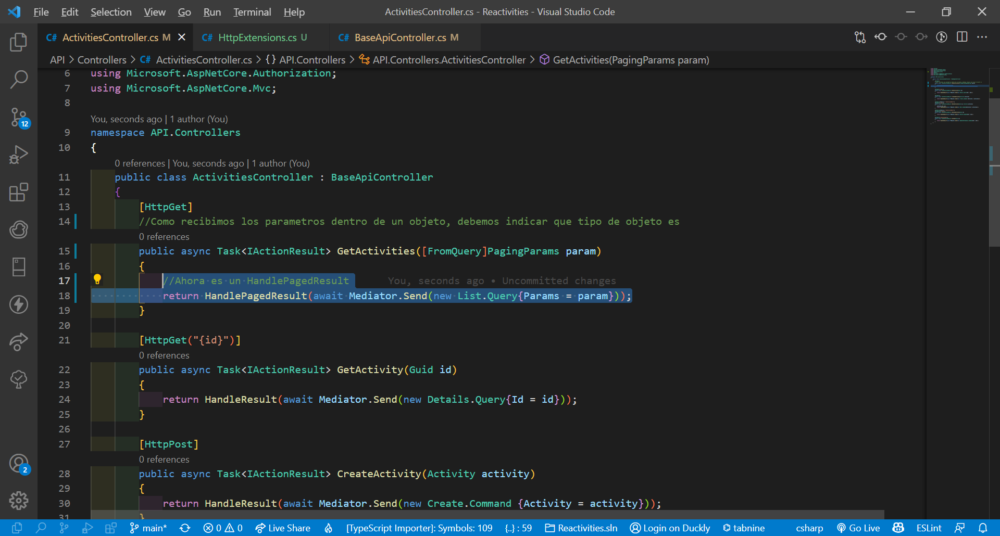 File Edit Selection View Go Run Terminal Help ActivitiesController.cs - Reactivities - Visual Studio Code
C# ActivitiesController.cs M C# HttpExtensions.cs U C# BaseApiController.cs M
API > Controllers > C# ActivitiesController.cs > {} API.Controllers > API.Controllers.ActivitiesController > GetActivities(PagingParams param)
6 using Microsoft.AspNetCore.Authorization;
7 using Microsoft.AspNetCore.Mvc;
8
You, seconds ago | 1 author (You)
9 namespace API.Controllers
10 {
0 references | You, seconds ago | 1 author (You)
11 public class ActivitiesController : BaseApiController
12 {
13 [HttpGet]
14 //Como recibimos los parametros dentro de un objeto, debemos indicar que tipo de objeto es
0 references
15 public async Task<IActionResult> GetActivities([FromQuery]PagingParams param)
16 {
17 //Ahora es un HandlePagedResult You, seconds ago • Uncommitted changes
18 return HandlePagedResult(await Mediator.Send(new List.Query{Params = param}));
19 }
20
21 [HttpGet("{id}")]
0 references
22 public async Task<IActionResult> GetActivity(Guid id)
23 {
24 return HandleResult(await Mediator.Send(new Details.Query{Id = id}));
25 }
26
27 [HttpPost]
0 references
28 public async Task<IActionResult> CreateActivity(Activity activity)
29 {
30 return HandleResult(await Mediator.Send(new Create.Command {Activity = activity}));
31 }
12
2
main* 0 0 Live Share [TypeScript Importer]: Symbols: 109 {..} : 59 Reactivities.sln Login on Duckly tabnine csharp Go Live ESLint